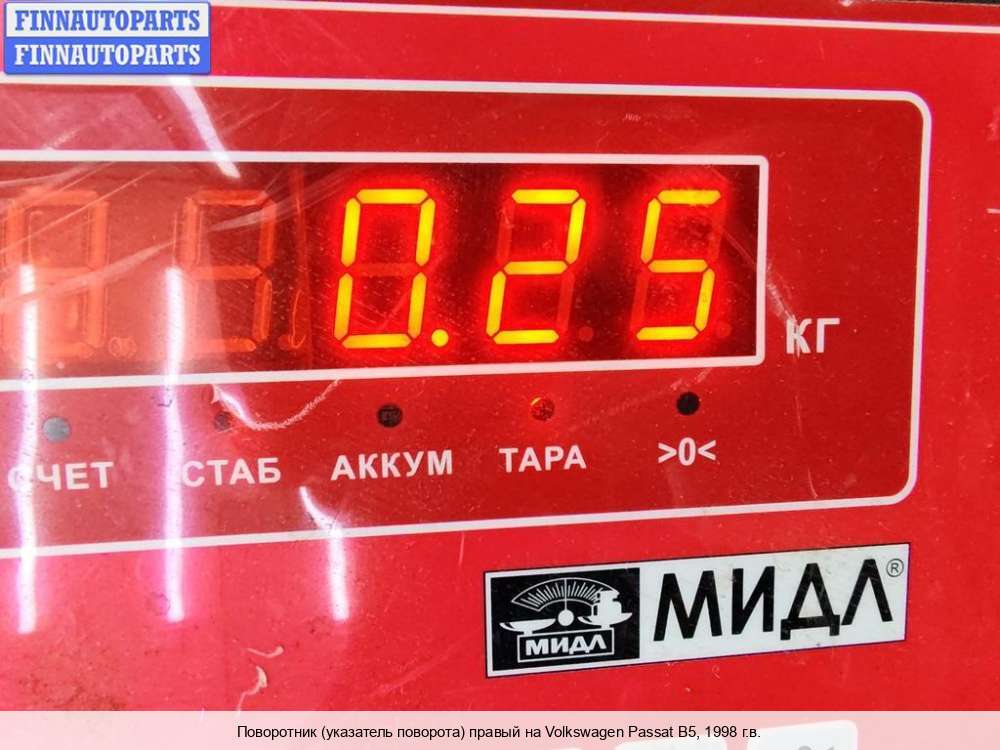 FINNAUTOPARTS
FINNAUTOPARTS
0.25
КГ
СЧЕТ СТАБ АККУМ ТАРА >0<
МИДЛ МИДЛ®
Поворотник (указатель поворота) правый на Volkswagen Passat B5, 1998 г.в.